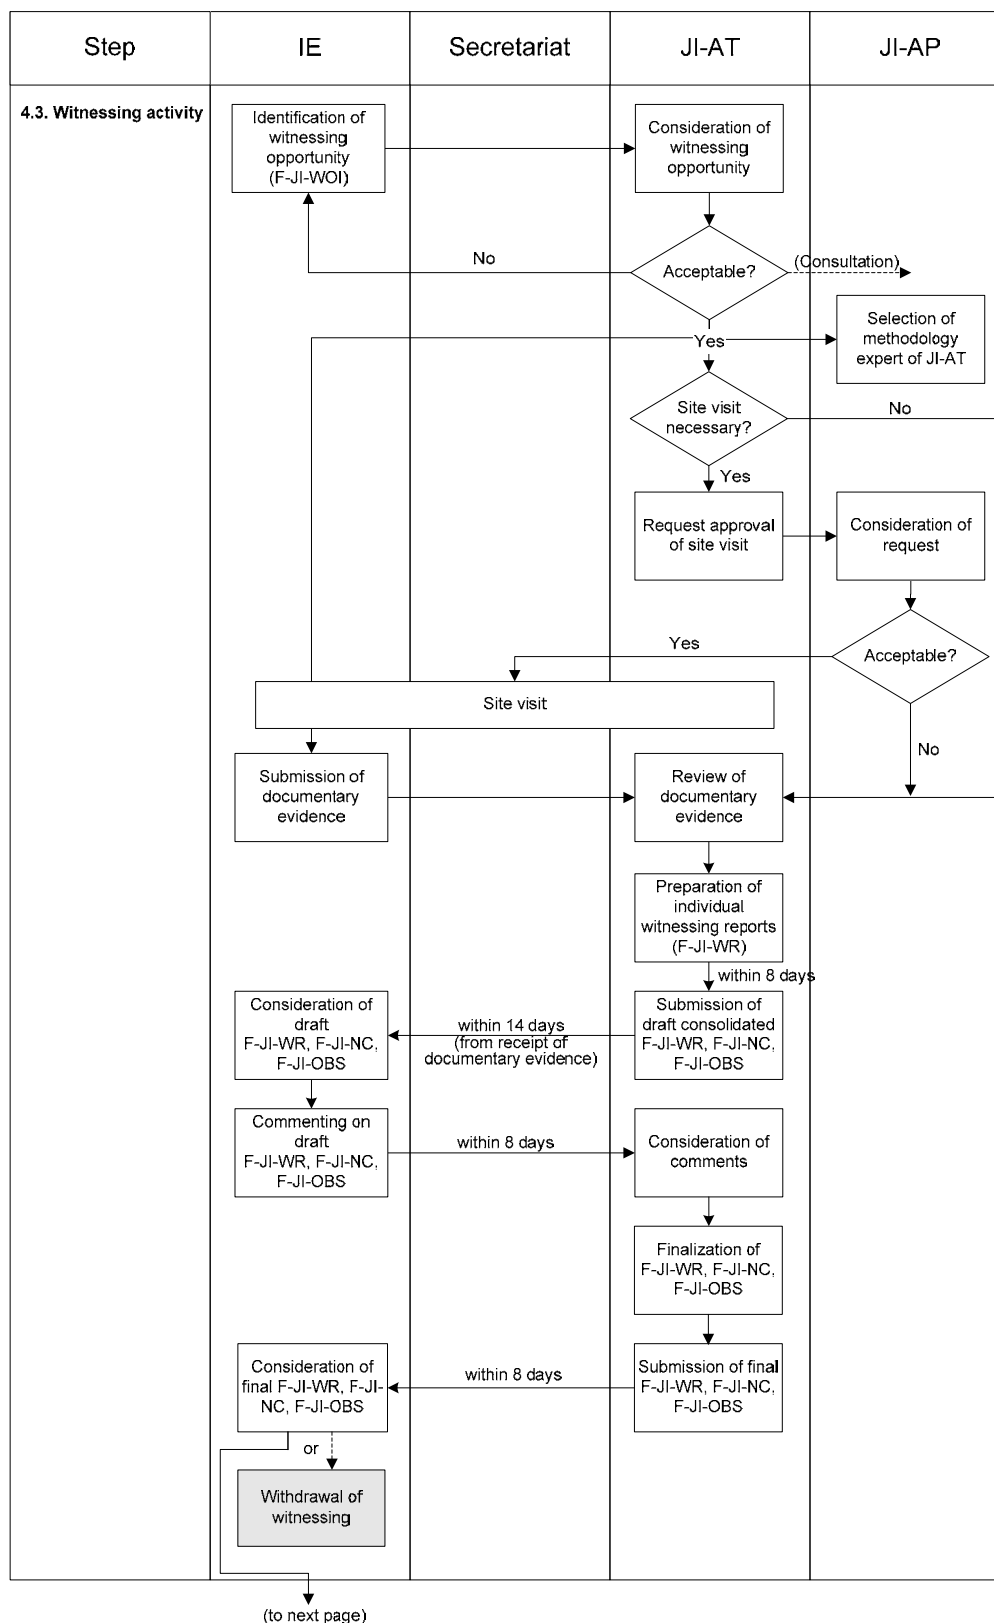 Step
IE
Secretariat
JI-AT
JI-AP
4.3. Witnessing activity
Identification of
witnessing
opportunity
(F-JI-WOI)
Consideration of
witnessing
opportunity
No
Acceptable?
(Consultation)
Selection of
methodology
expert of JI-AT
Yes
Site visit
necessary?
No
Yes
Request approval
of site visit
Consideration of
request
Yes
Acceptable?
Site visit
No
Submission of
documentary
evidence
Review of
documentary
evidence
Preparation of
individual
witnessing reports
(F-JI-WR)
within 8 days
Consideration of
draft
F-JI-WR, F-JI-NC,
F-JI-OBS
within 14 days
(from receipt of
documentary evidence)
Submission of
draft consolidated
F-JI-WR, F-JI-NC,
F-JI-OBS
Commenting on
draft
F-JI-WR, F-JI-NC,
F-JI-OBS
within 8 days
Consideration of
comments
Finalization of
F-JI-WR, F-JI-NC,
F-JI-OBS
Consideration of
final F-JI-WR, F-JI-
NC, F-JI-OBS
within 8 days
Submission of final
F-JI-WR, F-JI-NC,
F-JI-OBS
or
Withdrawal of
witnessing
(to next page)